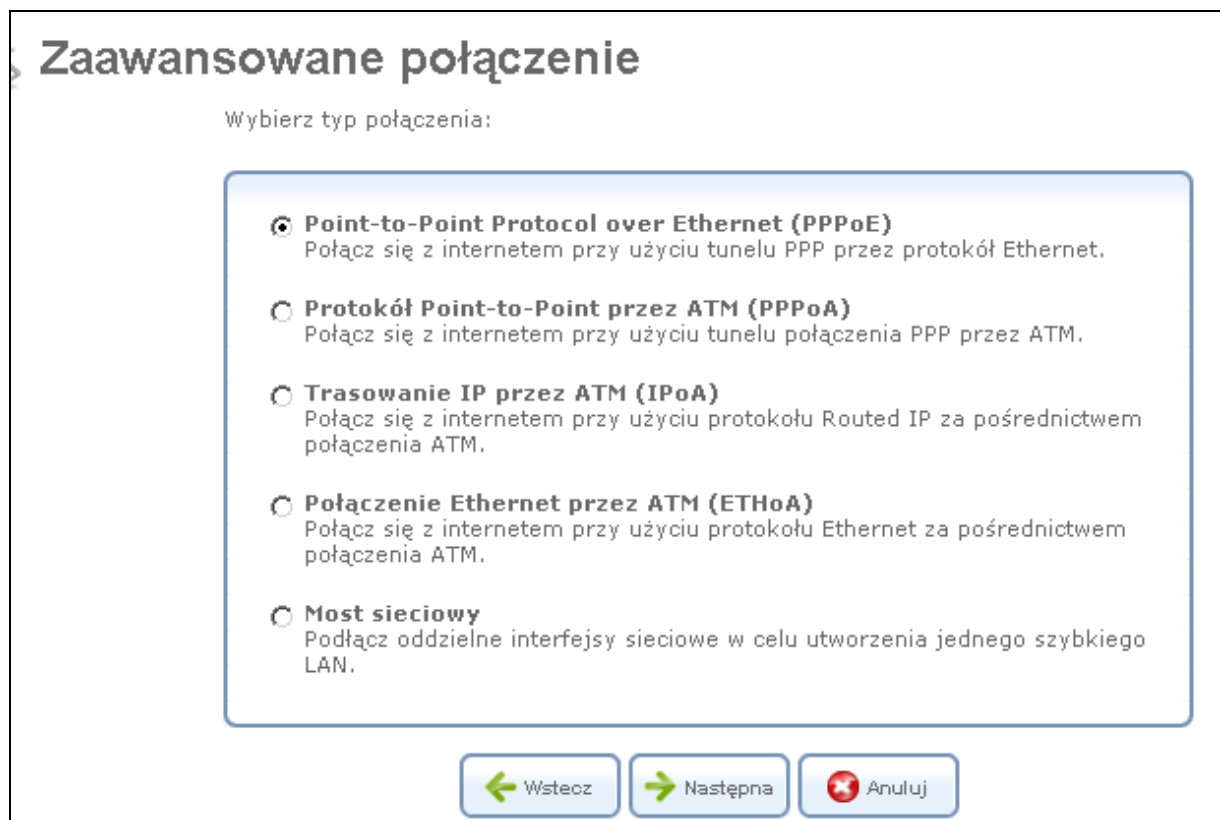 Zaawansowane połączenie
Wybierz typ połączenia:
Point-to-Point Protocol over Ethernet (PPPoE)
Połącz się z internetem przy użyciu tunelu PPP przez protokół Ethernet.
Protokół Point-to-Point przez ATM (PPPoA)
Połącz się z internetem przy użyciu tunelu połączenia PPP przez ATM.
Trasowanie IP przez ATM (IPoA)
Połącz się z internetem przy użyciu protokołu Routed IP za pośrednictwem
połączenia ATM.
Połączenie Ethernet przez ATM (ETHoA)
Połącz się z internetem przy użyciu protokołu Ethernet za pośrednictwem
połączenia ATM.
Most sieciowy
Podłącz oddzielne interfejsy sieciowe w celu utworzenia jednego szybkiego
LAN.
Wstecz Następna Anuluj